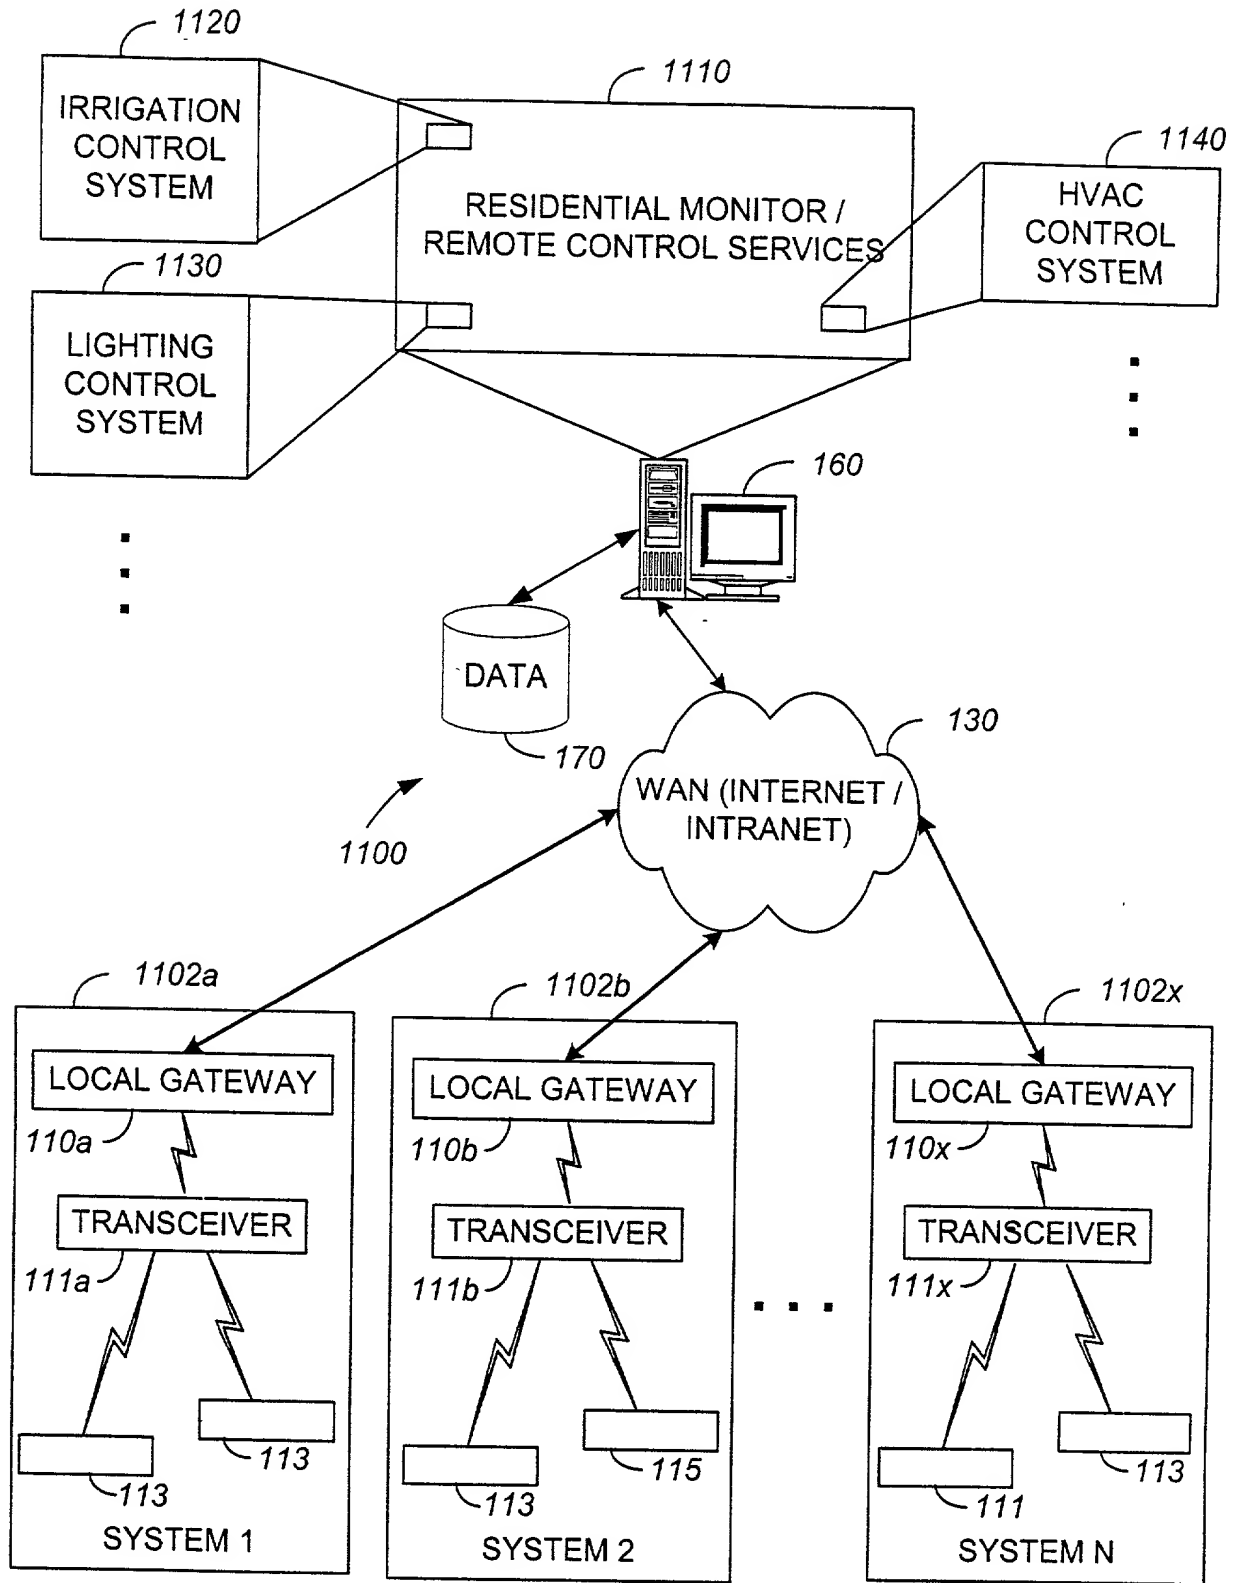 1120
IRRIGATION
CONTROL
SYSTEM
1110
RESIDENTIAL MONITOR /
REMOTE CONTROL SERVICES
1140
HVAC
CONTROL
SYSTEM
1130
LIGHTING
CONTROL
SYSTEM
160
DATA
170
130
WAN (INTERNET /
INTRANET)
1100
1102a
LOCAL GATEWAY
110a
TRANSCEIVER
111a
113
113
SYSTEM 1
1102b
LOCAL GATEWAY
110b
TRANSCEIVER
111b
115
113
SYSTEM 2
1102x
LOCAL GATEWAY
110x
TRANSCEIVER
111x
113
111
SYSTEM N